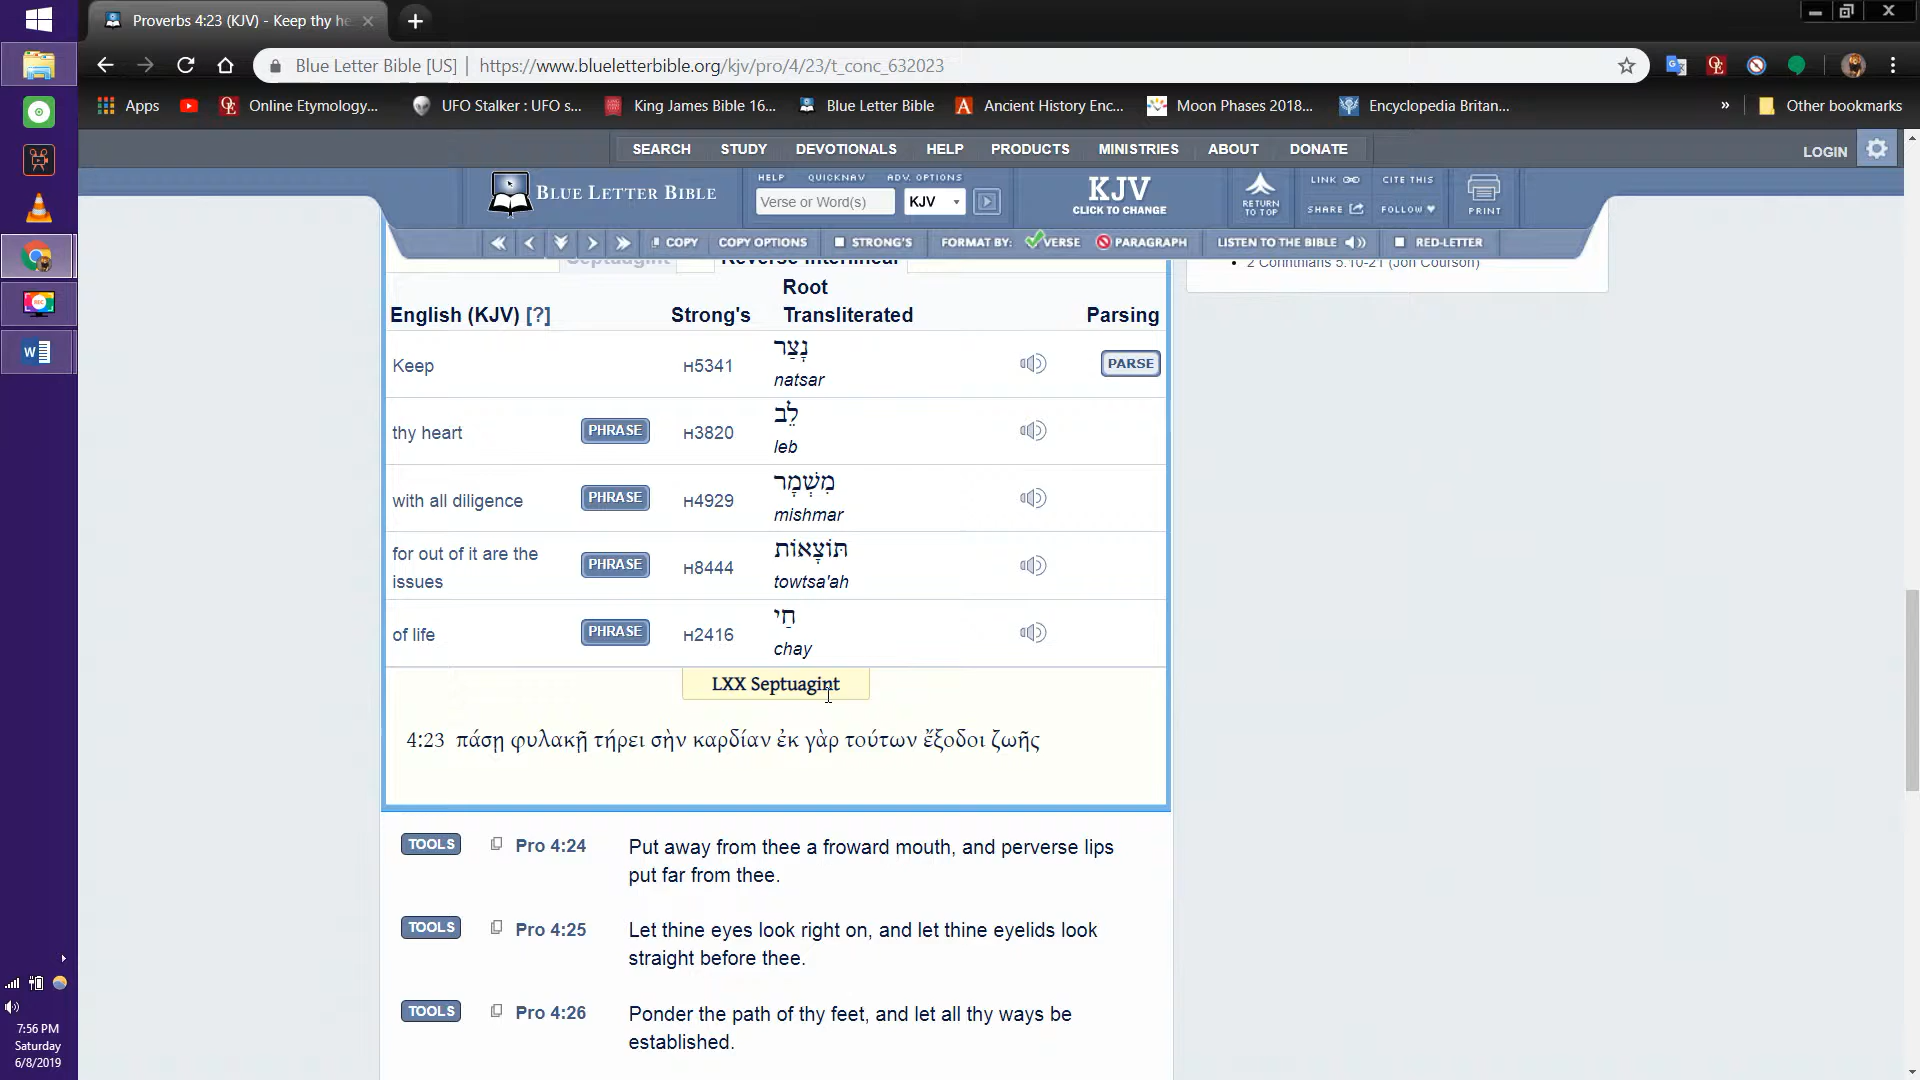 Proverbs 4:23 (KJV) - Keep thy he
Blue Letter Bible [US] | https://www.blueletterbible.org/kjv/pro/4/23/t_conc_632023
Apps
Online Etymology...
UFO Stalker : UFO s...
King James Bible 16...
Blue Letter Bible
Ancient History Enc...
Moon Phases 2018...
Encyclopedia Britan...
»
Other bookmarks
SEARCH STUDY DEVOTIONALS HELP PRODUCTS MINISTRIES ABOUT DONATE
LOGIN
BLUE LETTER BIBLE
HELP QUICKNAV ADV. OPTIONS
Verse or Word(s)
KJV
KJV
CLICK TO CHANGE
RETURN
TO TOP
LINK
CITE THIS
SHARE
FOLLOW
PRINT
COPY COPY OPTIONS STRONG'S FORMAT BY: VERSE PARAGRAPH LISTEN TO THE BIBLE RED-LETTER
Septuagint
Reverse Interlinear
2 Corinthians 5:10-21 (Jon Courson)
English (KJV) [?]
Strong's
Root
Transliterated
Parsing
Keep
H5341
נָצַר
natsar
PARSE
thy heart
PHRASE
H3820
לֵב
leb
with all diligence
PHRASE
H4929
מִשְׁמָר
mishmar
for out of it are the
issues
PHRASE
H8444
תּוֹצָאוֹת
towtsa'ah
of life
PHRASE
H2416
חַי
chay
LXX Septuagint
4:23 πάσῃ φυλακῇ τήρει σὴν καρδίαν ἐκ γὰρ τούτων ἔξοδοι ζωῆς
TOOLS
Pro 4:24
Put away from thee a froward mouth, and perverse lips
put far from thee.
TOOLS
Pro 4:25
Let thine eyes look right on, and let thine eyelids look
straight before thee.
TOOLS
Pro 4:26
Ponder the path of thy feet, and let all thy ways be
established.
7:56 PM
Saturday
6/8/2019